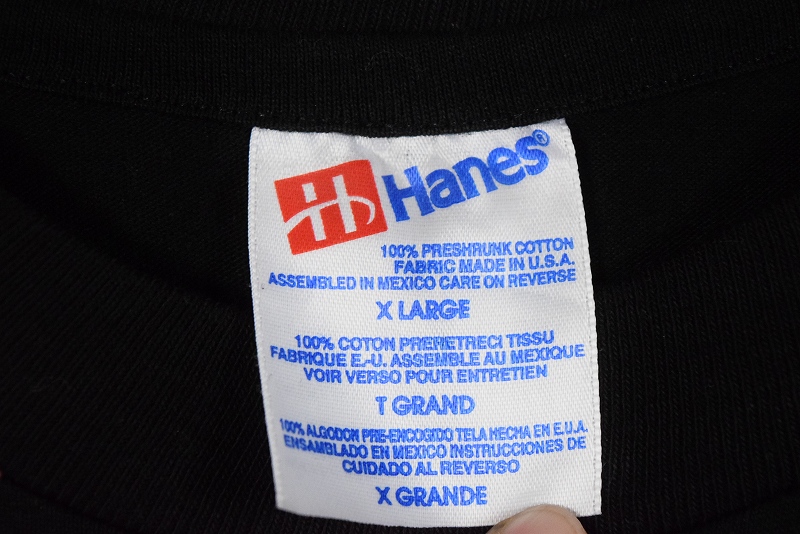 H Hanes®
100% PRESHRUNK COTTON
FABRIC MADE IN U.S.A.
ASSEMBLED IN MEXICO CARE ON REVERSE
X LARGE
100% COTON PRERETRECI TISSU
FABRIQUE E.-U. ASSEMBLE AU MEXIQUE
VOIR VERSO POUR ENTRETIEN
T GRAND
100% ALGODON PRE-ENCOGIDO TELA HECHA EN E.U.A.
ENSAMBLADO EN MEXICO INSTRUCCIONES DE
CUIDADO AL REVERSO
X GRANDE